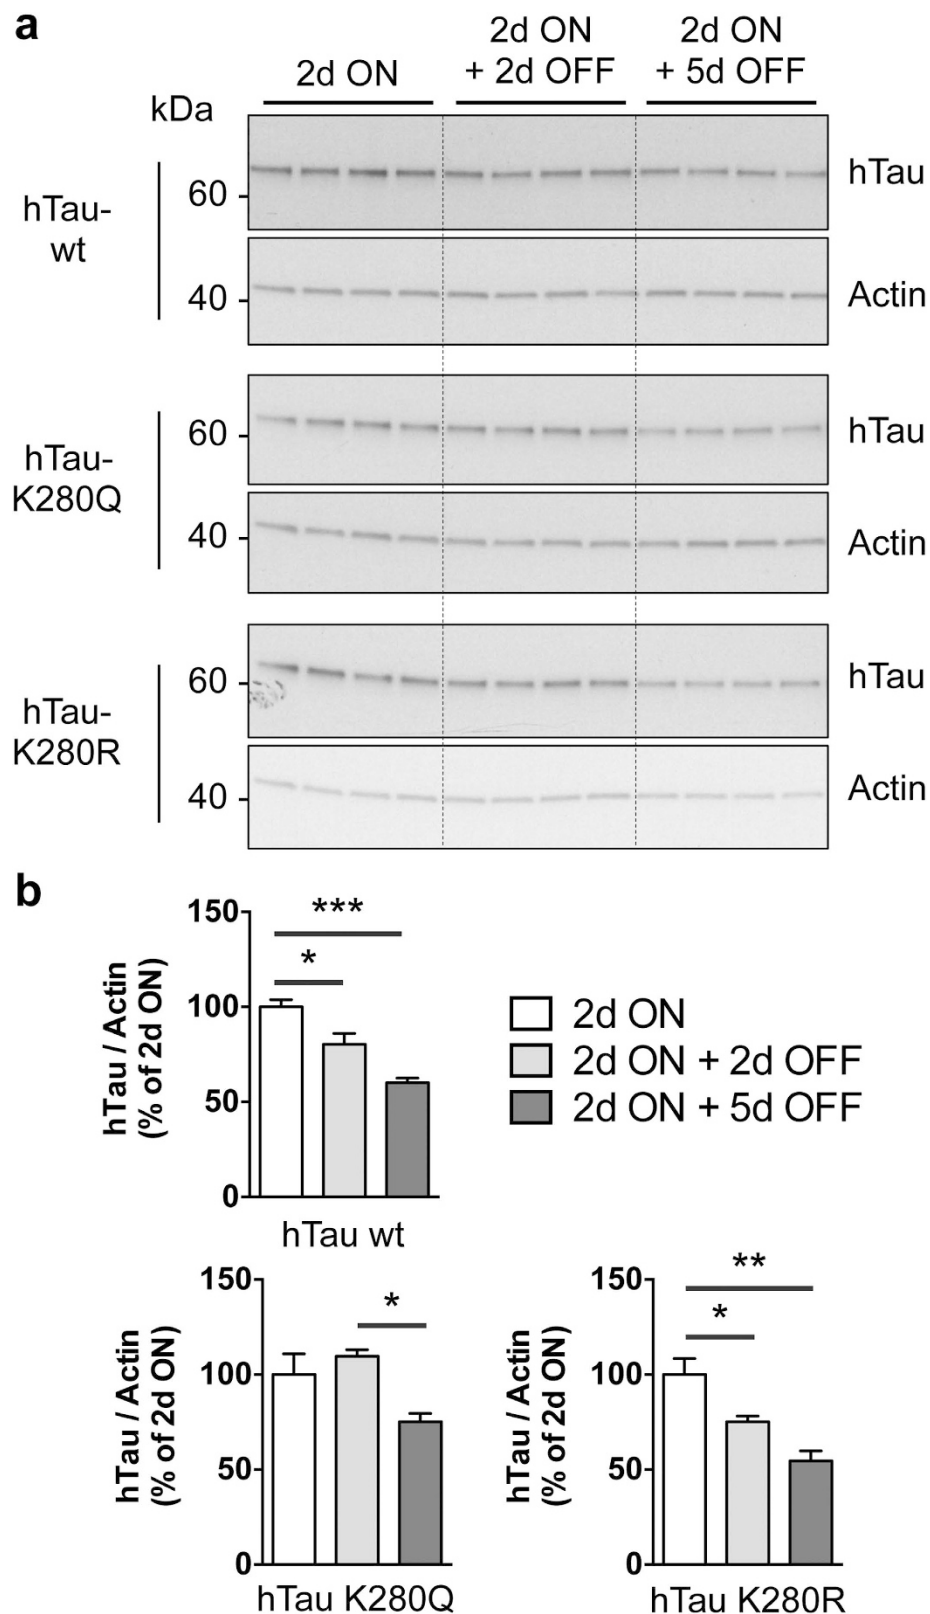 a
2d ON
2d ON
+ 2d OFF
2d ON
+ 5d OFF
kDa
hTau-
wt
60
hTau
40
Actin
hTau-
K280Q
60
hTau
40
Actin
hTau-
K280R
60
hTau
40
Actin
b
hTau / Actin
(% of 2d ON)
150
100
50
0
***
*
hTau wt
2d ON
2d ON + 2d OFF
2d ON + 5d OFF
hTau / Actin
(% of 2d ON)
150
100
50
0
*
hTau K280Q
hTau / Actin
(% of 2d ON)
150
100
50
0
**
*
hTau K280R